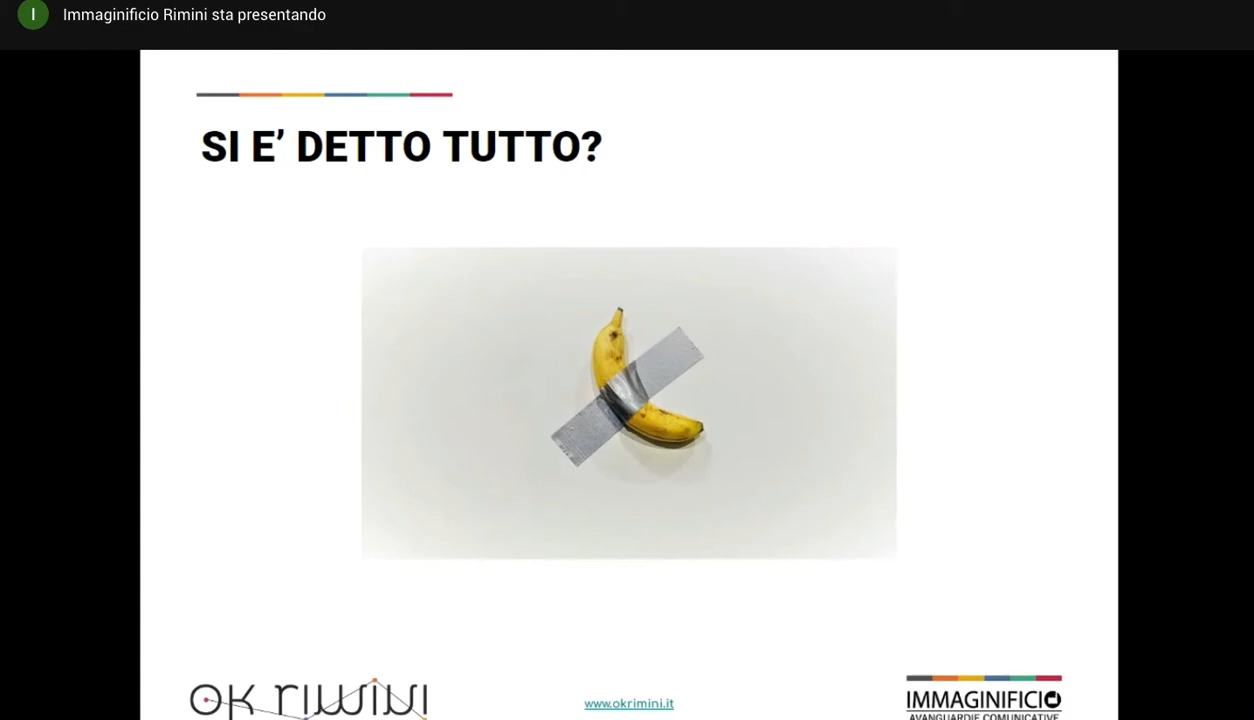 I
Immaginificio Rimini sta presentando
SI E’ DETTO TUTTO?
OK rimini
www.okrimini.it
IMMAGINIFICIO
AVANGUARDIE COMUNICATIVE